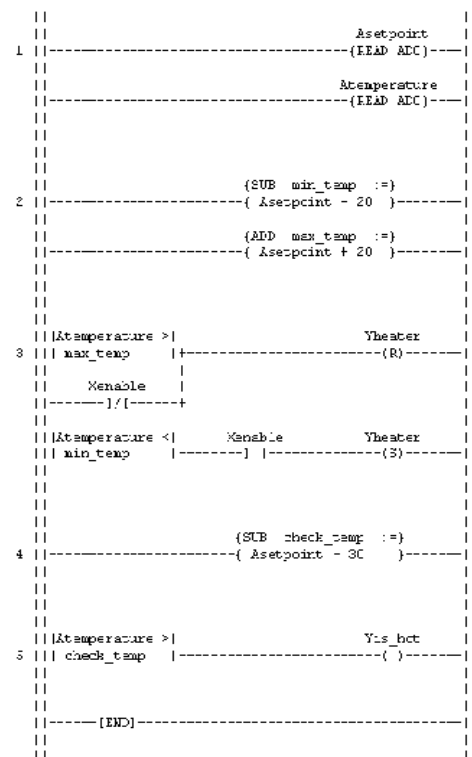 Asetpoint
1 ||-------------------------------------{READ ADC}----|
Atemperature
||-------------------------------------{READ ADC}----|
{SUB min_temp :=}
2 ||------------------------{ Asetpoint - 20 }-------|
{ADD max_temp :=}
||------------------------{ Asetpoint + 20 }-------|
|||Atemperature >| Yheater
3 ||| max_temp |+------------------------(R)-------|
Xenable
||-------]/[------+
|||Atemperature <| Xenable Yheater
||| min_temp |--------] |--------------(S)-------|
{SUB check_temp :=}
4 ||-----------------------{ Asetpoint - 30 }-------|
|||Atemperature >| Yis_hot
5 ||| check_temp |-------------------------( )-------|
||------[END]----------------------------------------|